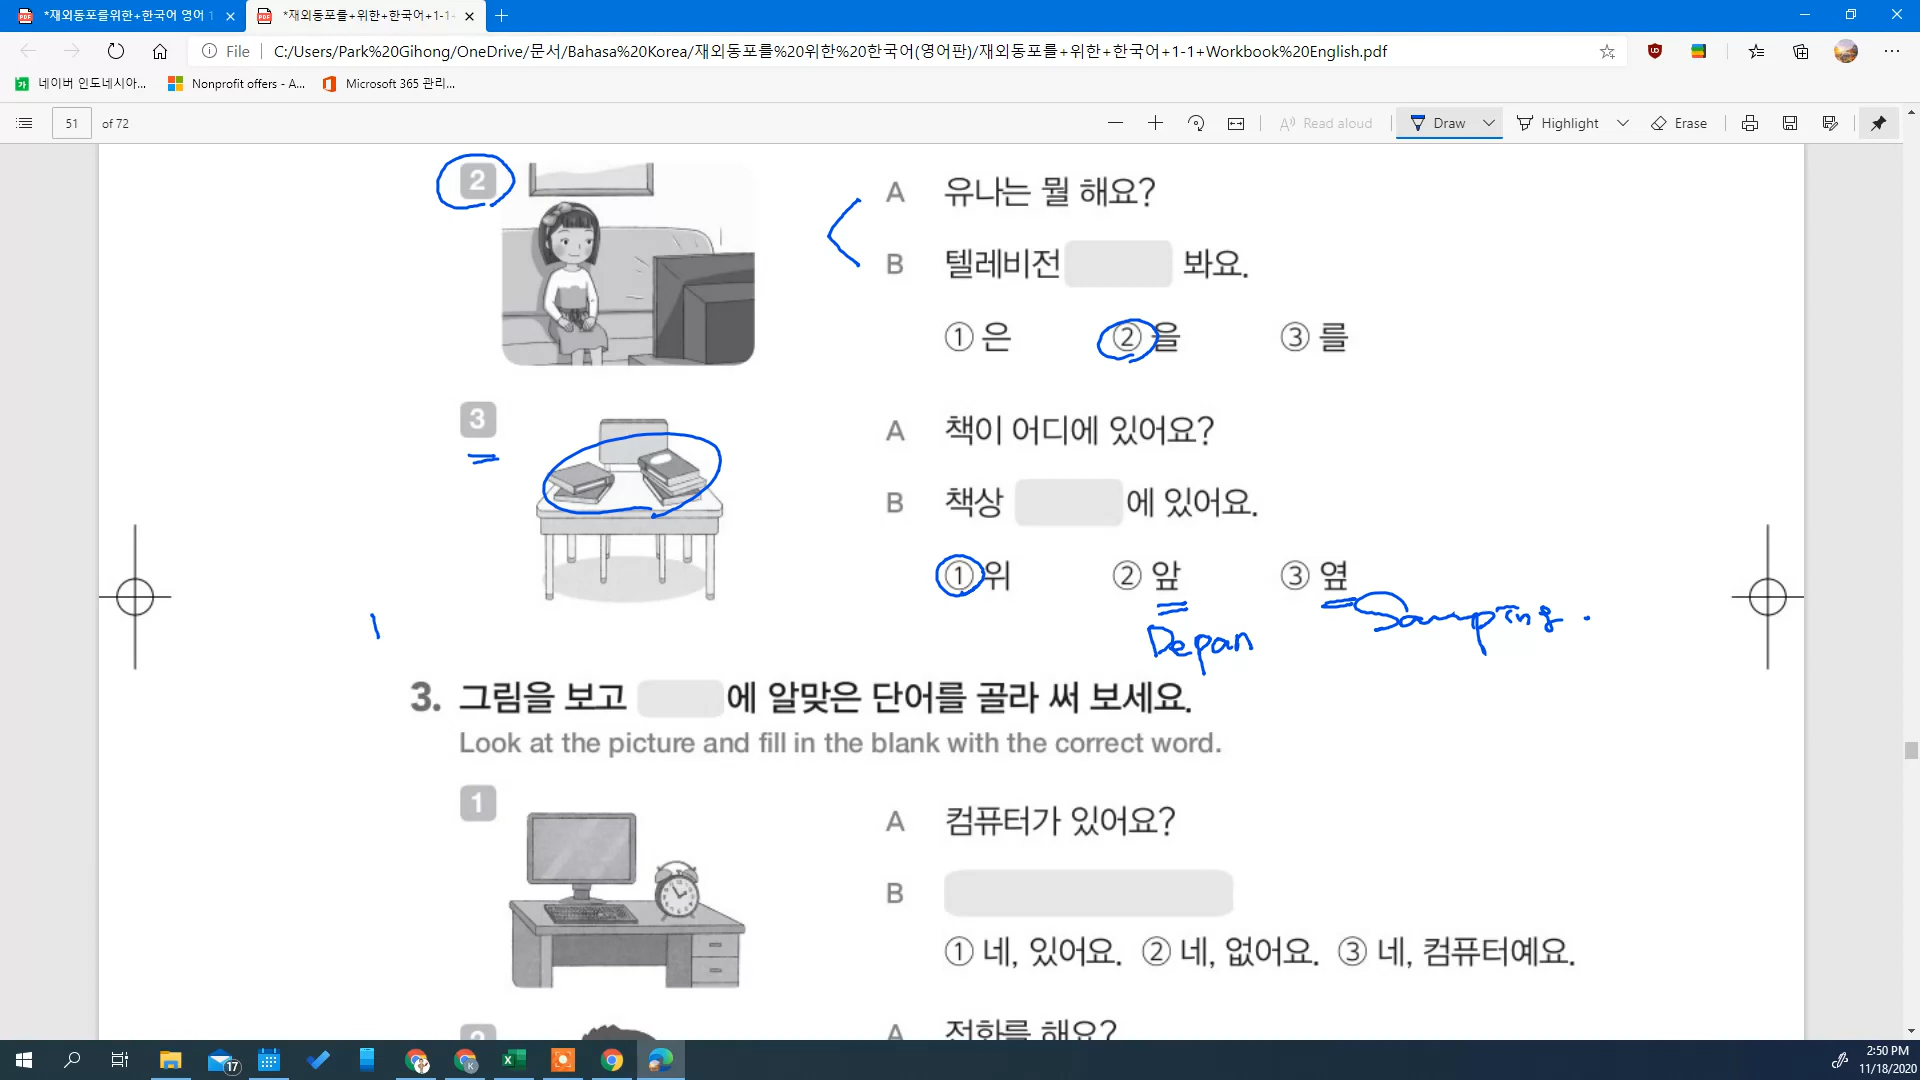 *재외동포를위한+한국어 영어 1
*재외동포를+위한+한국어+1-1-
File
C:/Users/Park%20Gihong/OneDrive/문서/Bahasa%20Korea/재외동포를%20위한%20한국어(영어판)/재외동포를+위한+한국어+1-1+Workbook%20English.pdf
네이버 인도네시아... Nonprofit offers - A... Microsoft 365 관리...
51 of 72 Read aloud Draw Highlight Erase
2
A 유나는 뭘 해요?
B 텔레비전 봐요.
① 은 ② 을 ③ 를
3
A 책이 어디에 있어요?
B 책상 에 있어요.
① 위 ② 앞 ③ 옆
Depan Samping.
3. 그림을 보고 에 알맞은 단어를 골라 써 보세요.
Look at the picture and fill in the blank with the correct word.
1
A 컴퓨터가 있어요?
B
① 네, 있어요. ② 네, 없어요. ③ 네, 컴퓨터예요.
2
A 전화를 해요?
17
2:50 PM
11/18/2020